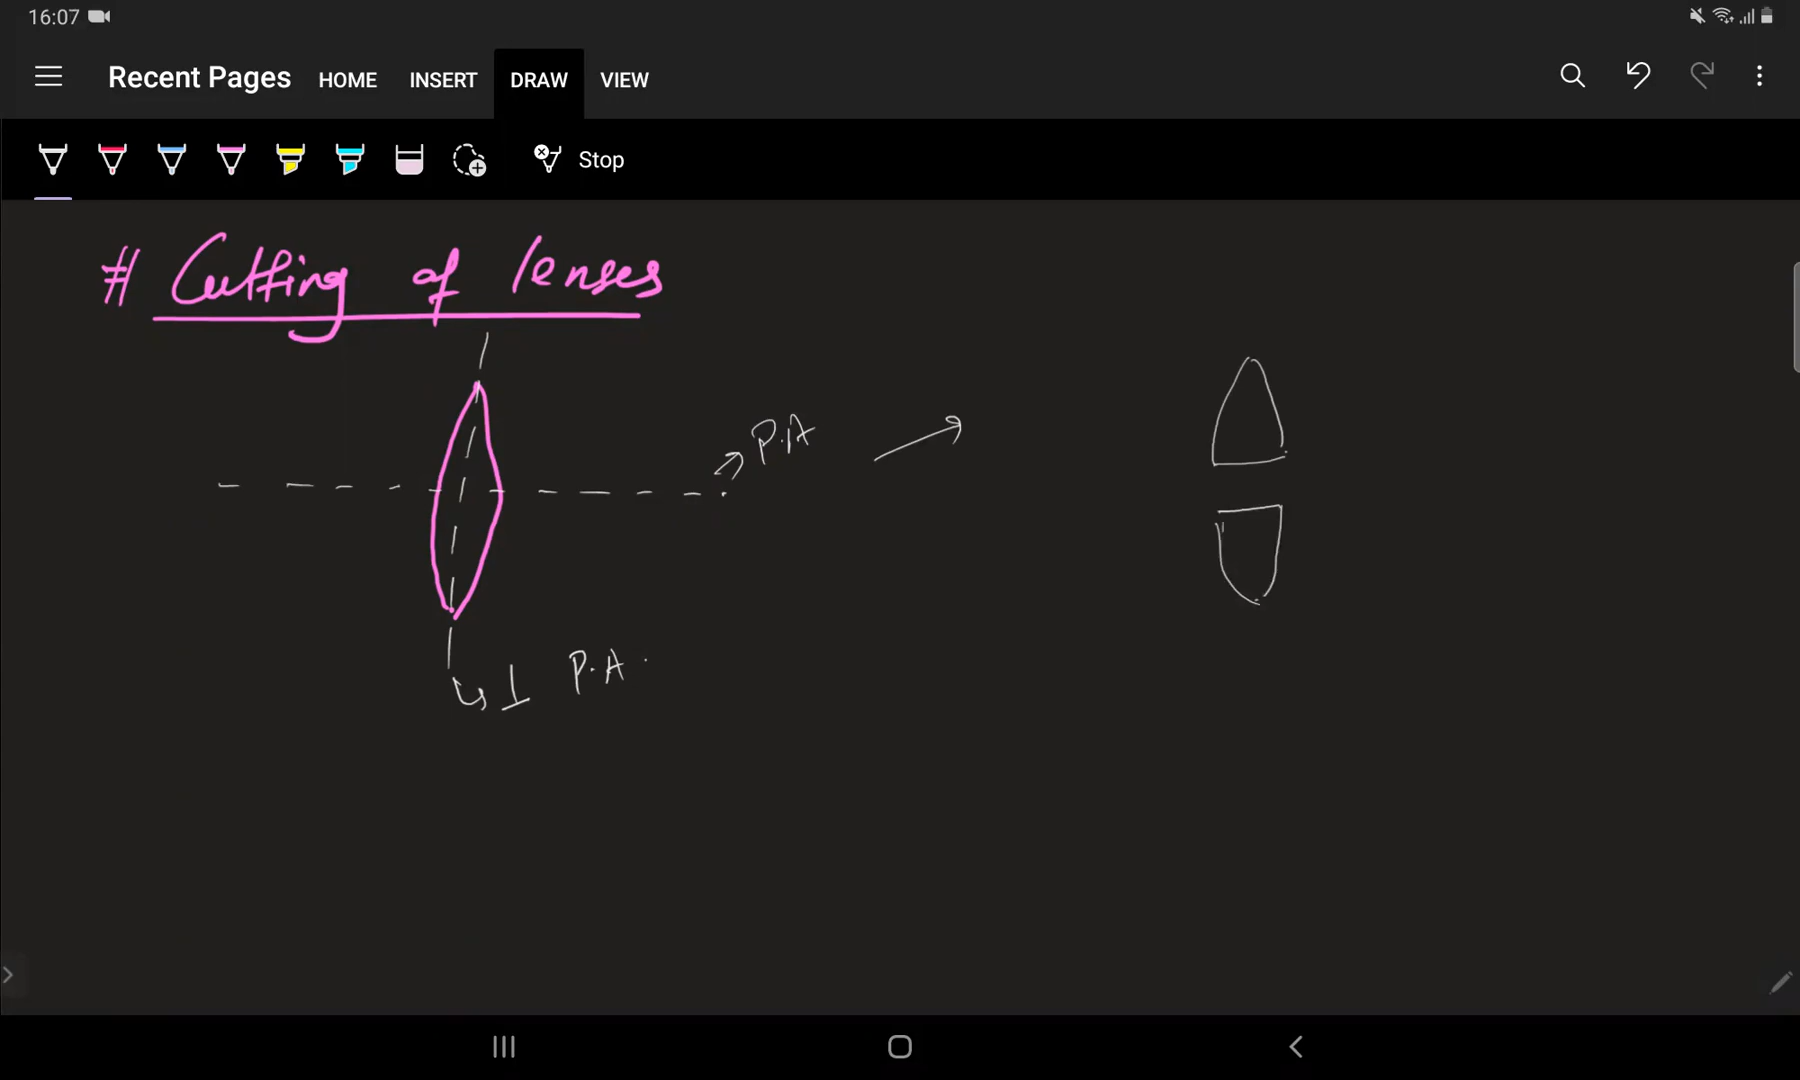 16:07
Recent Pages HOME INSERT DRAW VIEW
Stop
# Cutting of lenses
P.A
⊥ P.A.